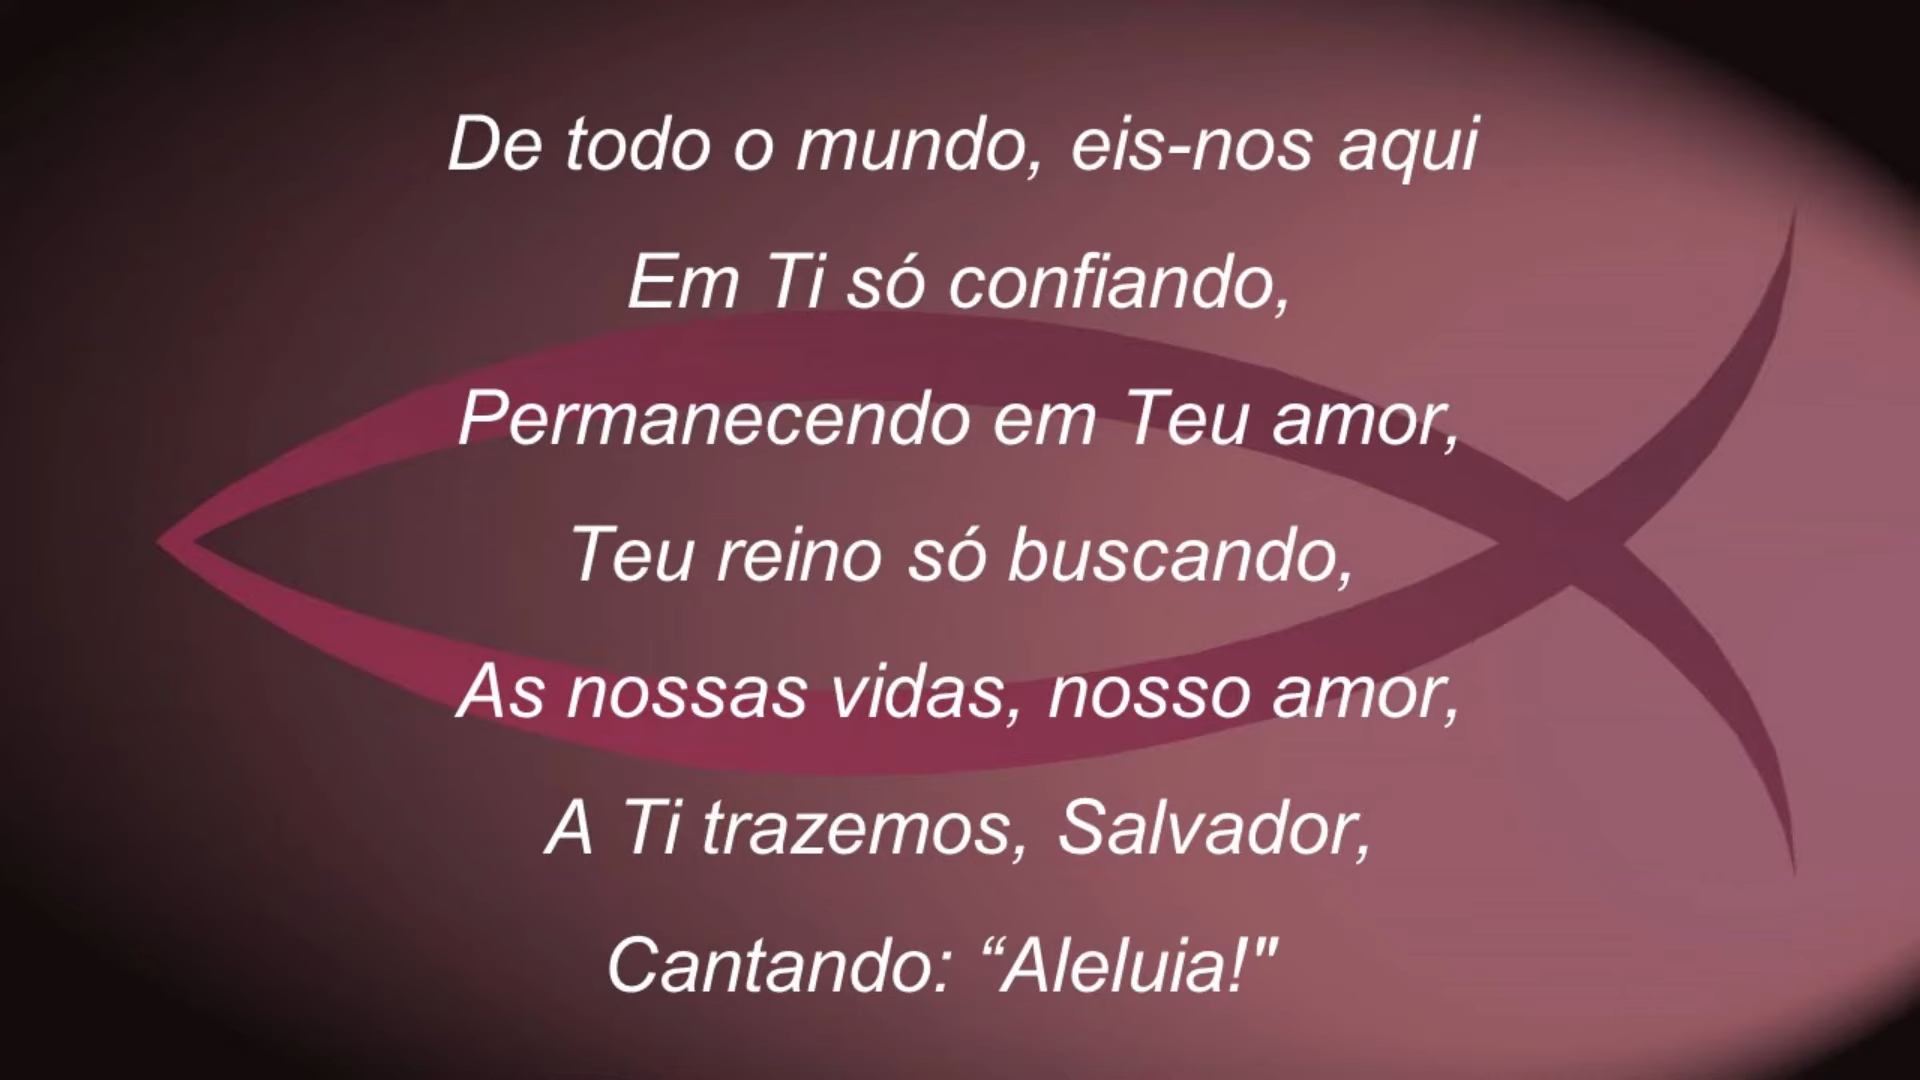 De todo o mundo, eis-nos aqui
Em Ti só confiando,
Permanecendo em Teu amor,
Teu reino só buscando,
As nossas vidas, nosso amor,
A Ti trazemos, Salvador,
Cantando: “Aleluia!"